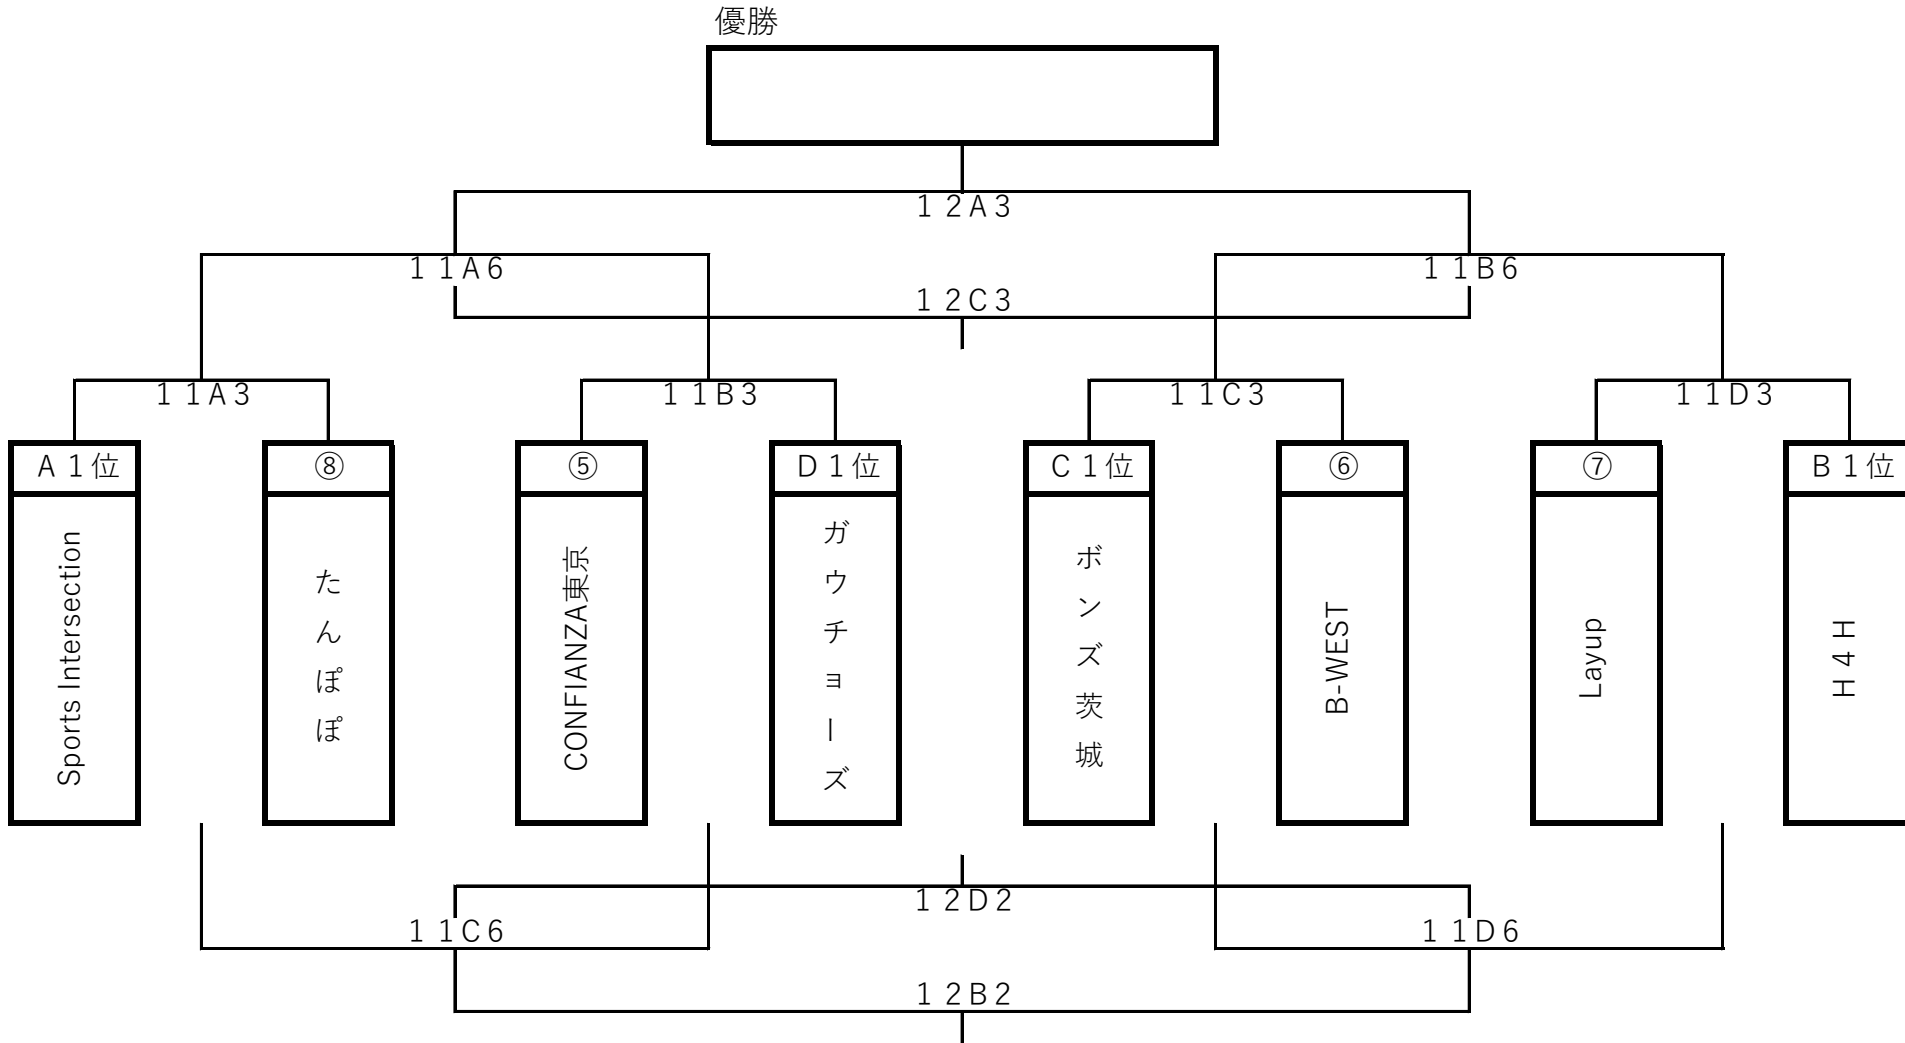 優勝
１２A３
１１A６
１１B６
１２C３
１１A３
１１B３
１１C３
１１D３
A１位
⑧
⑤
D１位
C１位
⑥
⑦
B１位
Sports Intersection
たんぽぽ
CONFIANZA東京
ガウチョーズ
ボンズ茨城
B-WEST
Layup
H４H
１２D２
１１C６
１１D６
１２B２